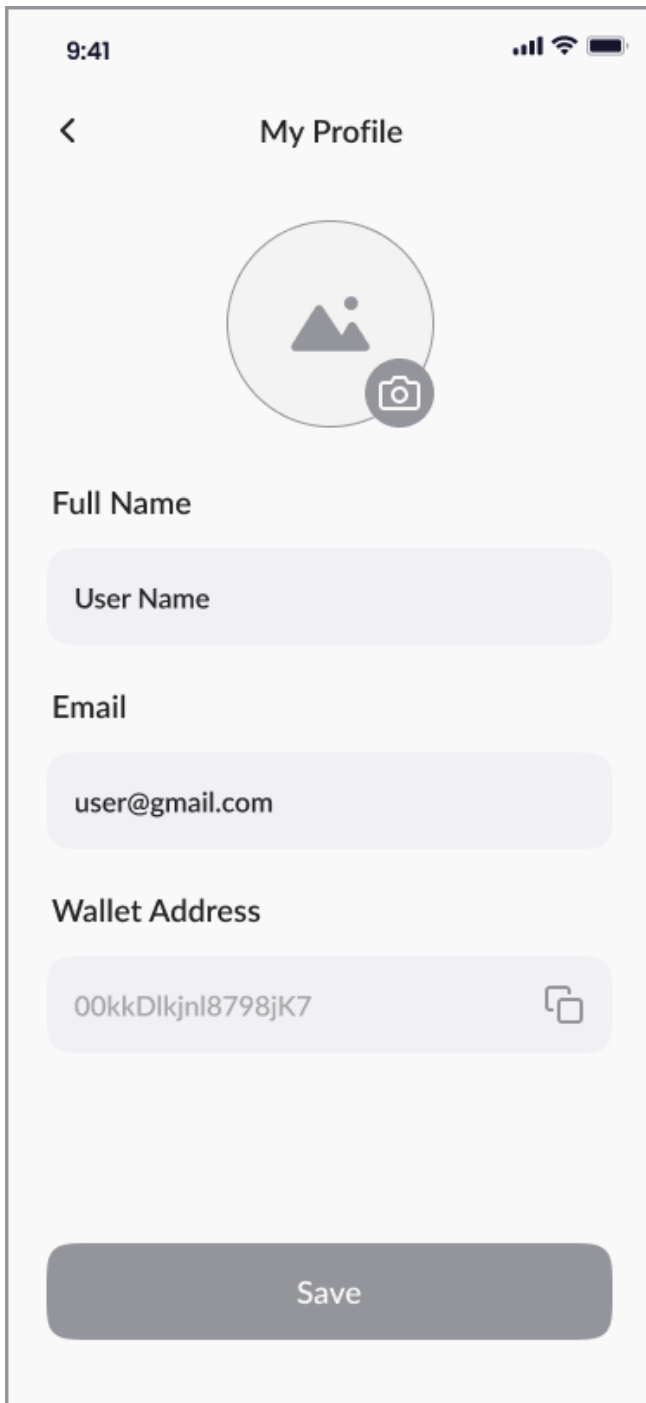 9:41
My Profile
Full Name
User Name
Email
user@gmail.com
Wallet Address
00kkDlkjnl8798jK7
Save